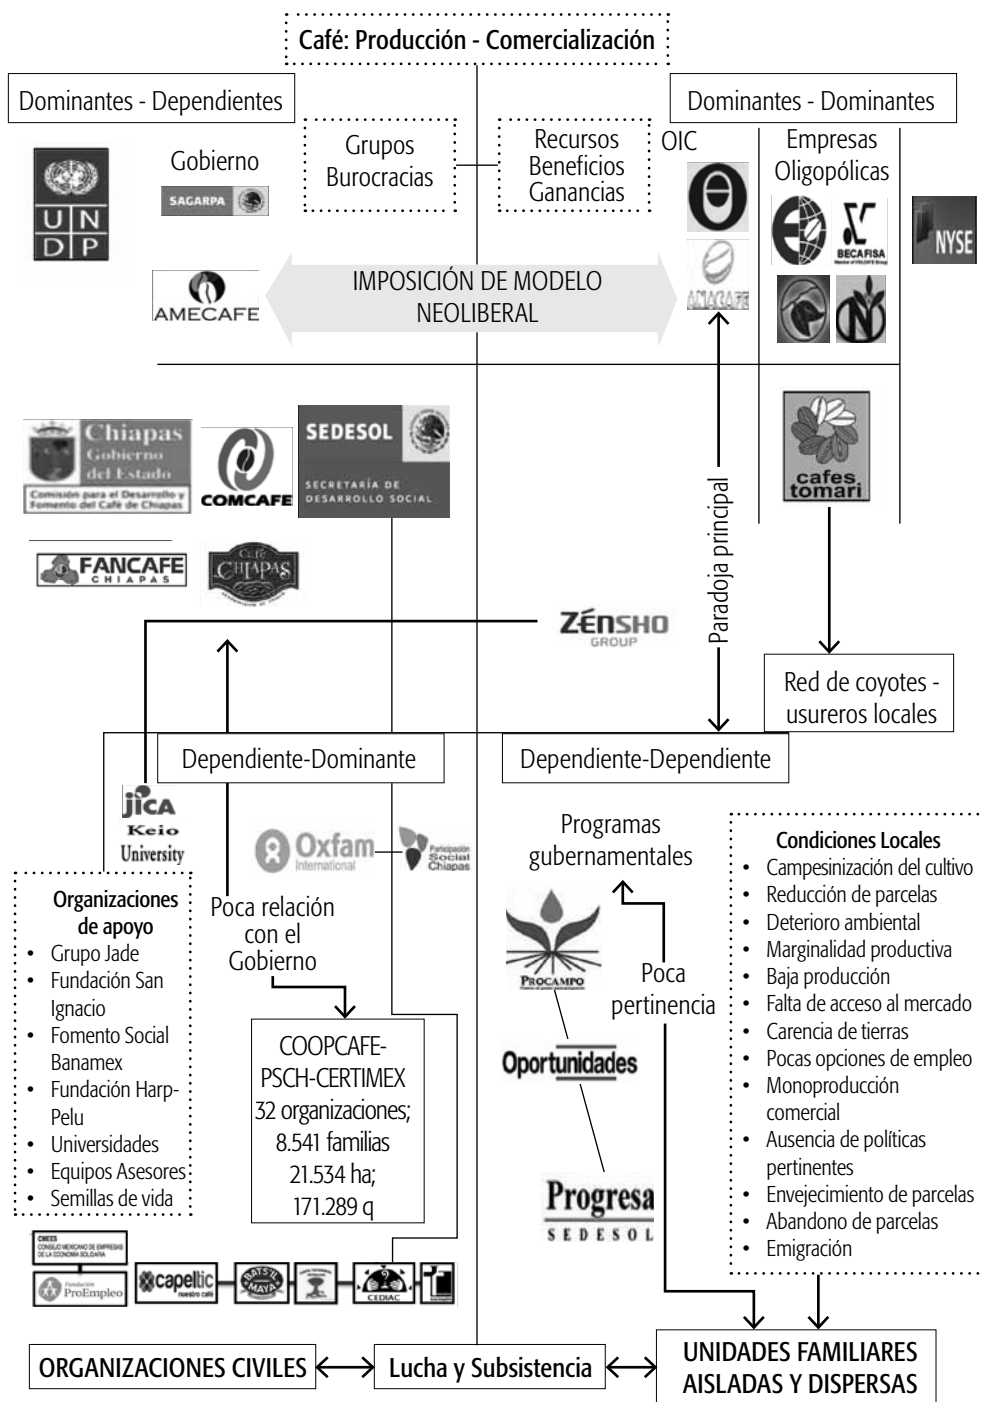 Café: Producción - Comercialización
Dominantes - Dependientes
Dominantes - Dominantes
Grupos
Burocracias
Recursos
Beneficios
Ganancias
OIC
Empresas
Oligopólicas
Gobierno
SAGARPA
UN
DP
BECAFISA
NYSE
AMECAFE
IMPOSICIÓN DE MODELO
NEOLIBERAL
ANACAFE
Chiapas
Gobierno
del Estado
Comisión para el Desarrollo y
Fomento del Café de Chiapas
COMCAFE
SEDESOL
SECRETARÍA DE
DESARROLLO SOCIAL
cafes
tomari
Paradoja principal
FANCAFE
CHIAPAS
Café
CHIAPAS
ZÉNSHO
GROUP
Red de coyotes -
usureros locales
Dependiente-Dominante
Dependiente-Dependiente
jICA
Keio
University
Oxfam
International
Participación
Social
Chiapas
Programas
gubernamentales
PROCAMPO
Poca
pertinencia
Oportunidades
Progresa
SEDESOL
Condiciones Locales
• Campesinización del cultivo
• Reducción de parcelas
• Deterioro ambiental
• Marginalidad productiva
• Baja producción
• Falta de acceso al mercado
• Carencia de tierras
• Pocas opciones de empleo
• Monoproducción
comercial
• Ausencia de políticas
pertinentes
• Envejecimiento de parcelas
• Abandono de parcelas
• Emigración
Organizaciones
de apoyo
• Grupo Jade
• Fundación San
Ignacio
• Fomento Social
Banamex
• Fundación Harp-
Pelu
• Universidades
• Equipos Asesores
• Semillas de vida
Poca relación
con el
Gobierno
COOPCAFE-
PSCH-CERTIMEX
32 organizaciones;
8.541 familias
21.534 ha;
171.289 q
CMEES
CONSEJO MEXICANO DE EMPRESAS
DE LA ECONOMÍA SOLIDARIA
Fundación
ProEmpleo
capeltic
nuestro café
BATS'IL
MAYA
CEDIAC
ORGANIZACIONES CIVILES
Lucha y Subsistencia
UNIDADES FAMILIARES
AISLADAS Y DISPERSAS